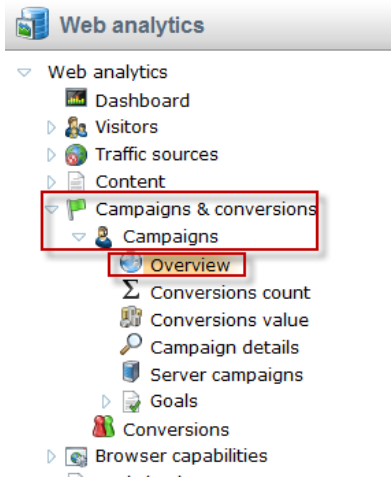 Web analytics
Web analytics
Dashboard
Visitors
Traffic sources
Content
Campaigns & conversions
Campaigns
Overview
Σ Conversions count
Conversions value
Campaign details
Server campaigns
Goals
Conversions
Browser capabilities